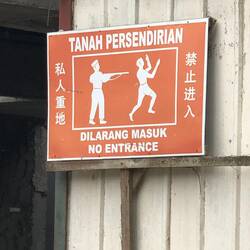 TANAH PERSENDIRIAN
私人重地
禁止进入
DILARANG MASUK
NO ENTRANCE